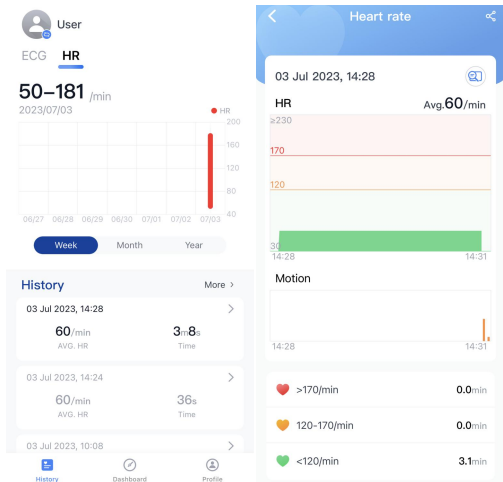 User
ECG HR
50–181 /min
2023/07/03
HR
200
160
120
80
40
06/27 06/28 06/29 06/30 07/01 07/02 07/03
Week Month Year
History More >
03 Jul 2023, 14:28
60/min 3m8s
AVG. HR Time
03 Jul 2023, 14:24
60/min 36s
AVG. HR Time
03 Jul 2023, 10:08
History Dashboard Profile
Heart rate
03 Jul 2023, 14:28
HR Avg.60/min
≥230
170
120
30
14:28 14:31
Motion
14:28 14:31
>170/min 0.0min
120-170/min 0.0min
<120/min 3.1min